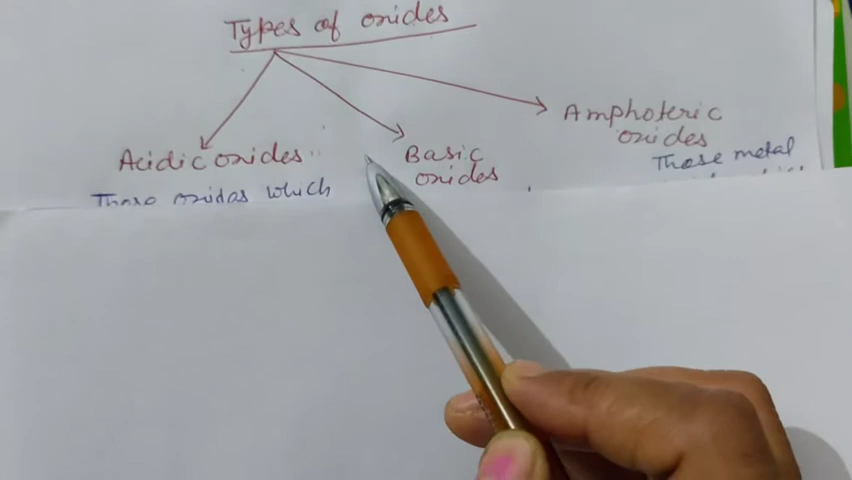 Types of oxides
Acidic oxides
Those oxides which
Basic
oxides
Amphoteric
oxides
Those metal